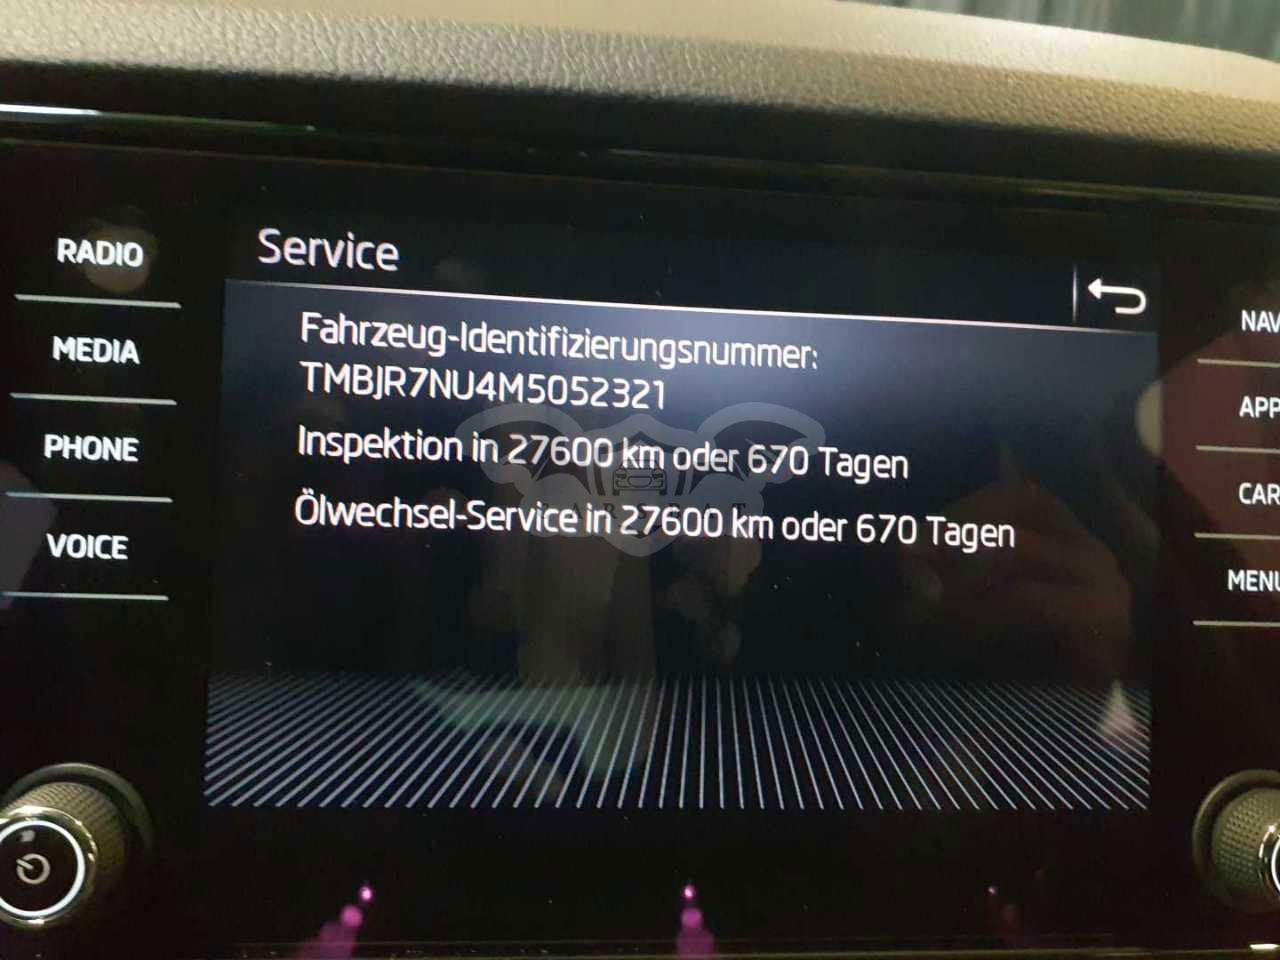 RADIO
MEDIA
PHONE
VOICE
Service
Fahrzeug-Identifizierungsnummer:
TMBJR7NU4M5052321
Inspektion in 27600 km oder 670 Tagen
Ölwechsel-Service in 27600 km oder 670 Tagen
NAV
APP
CAR
MENU